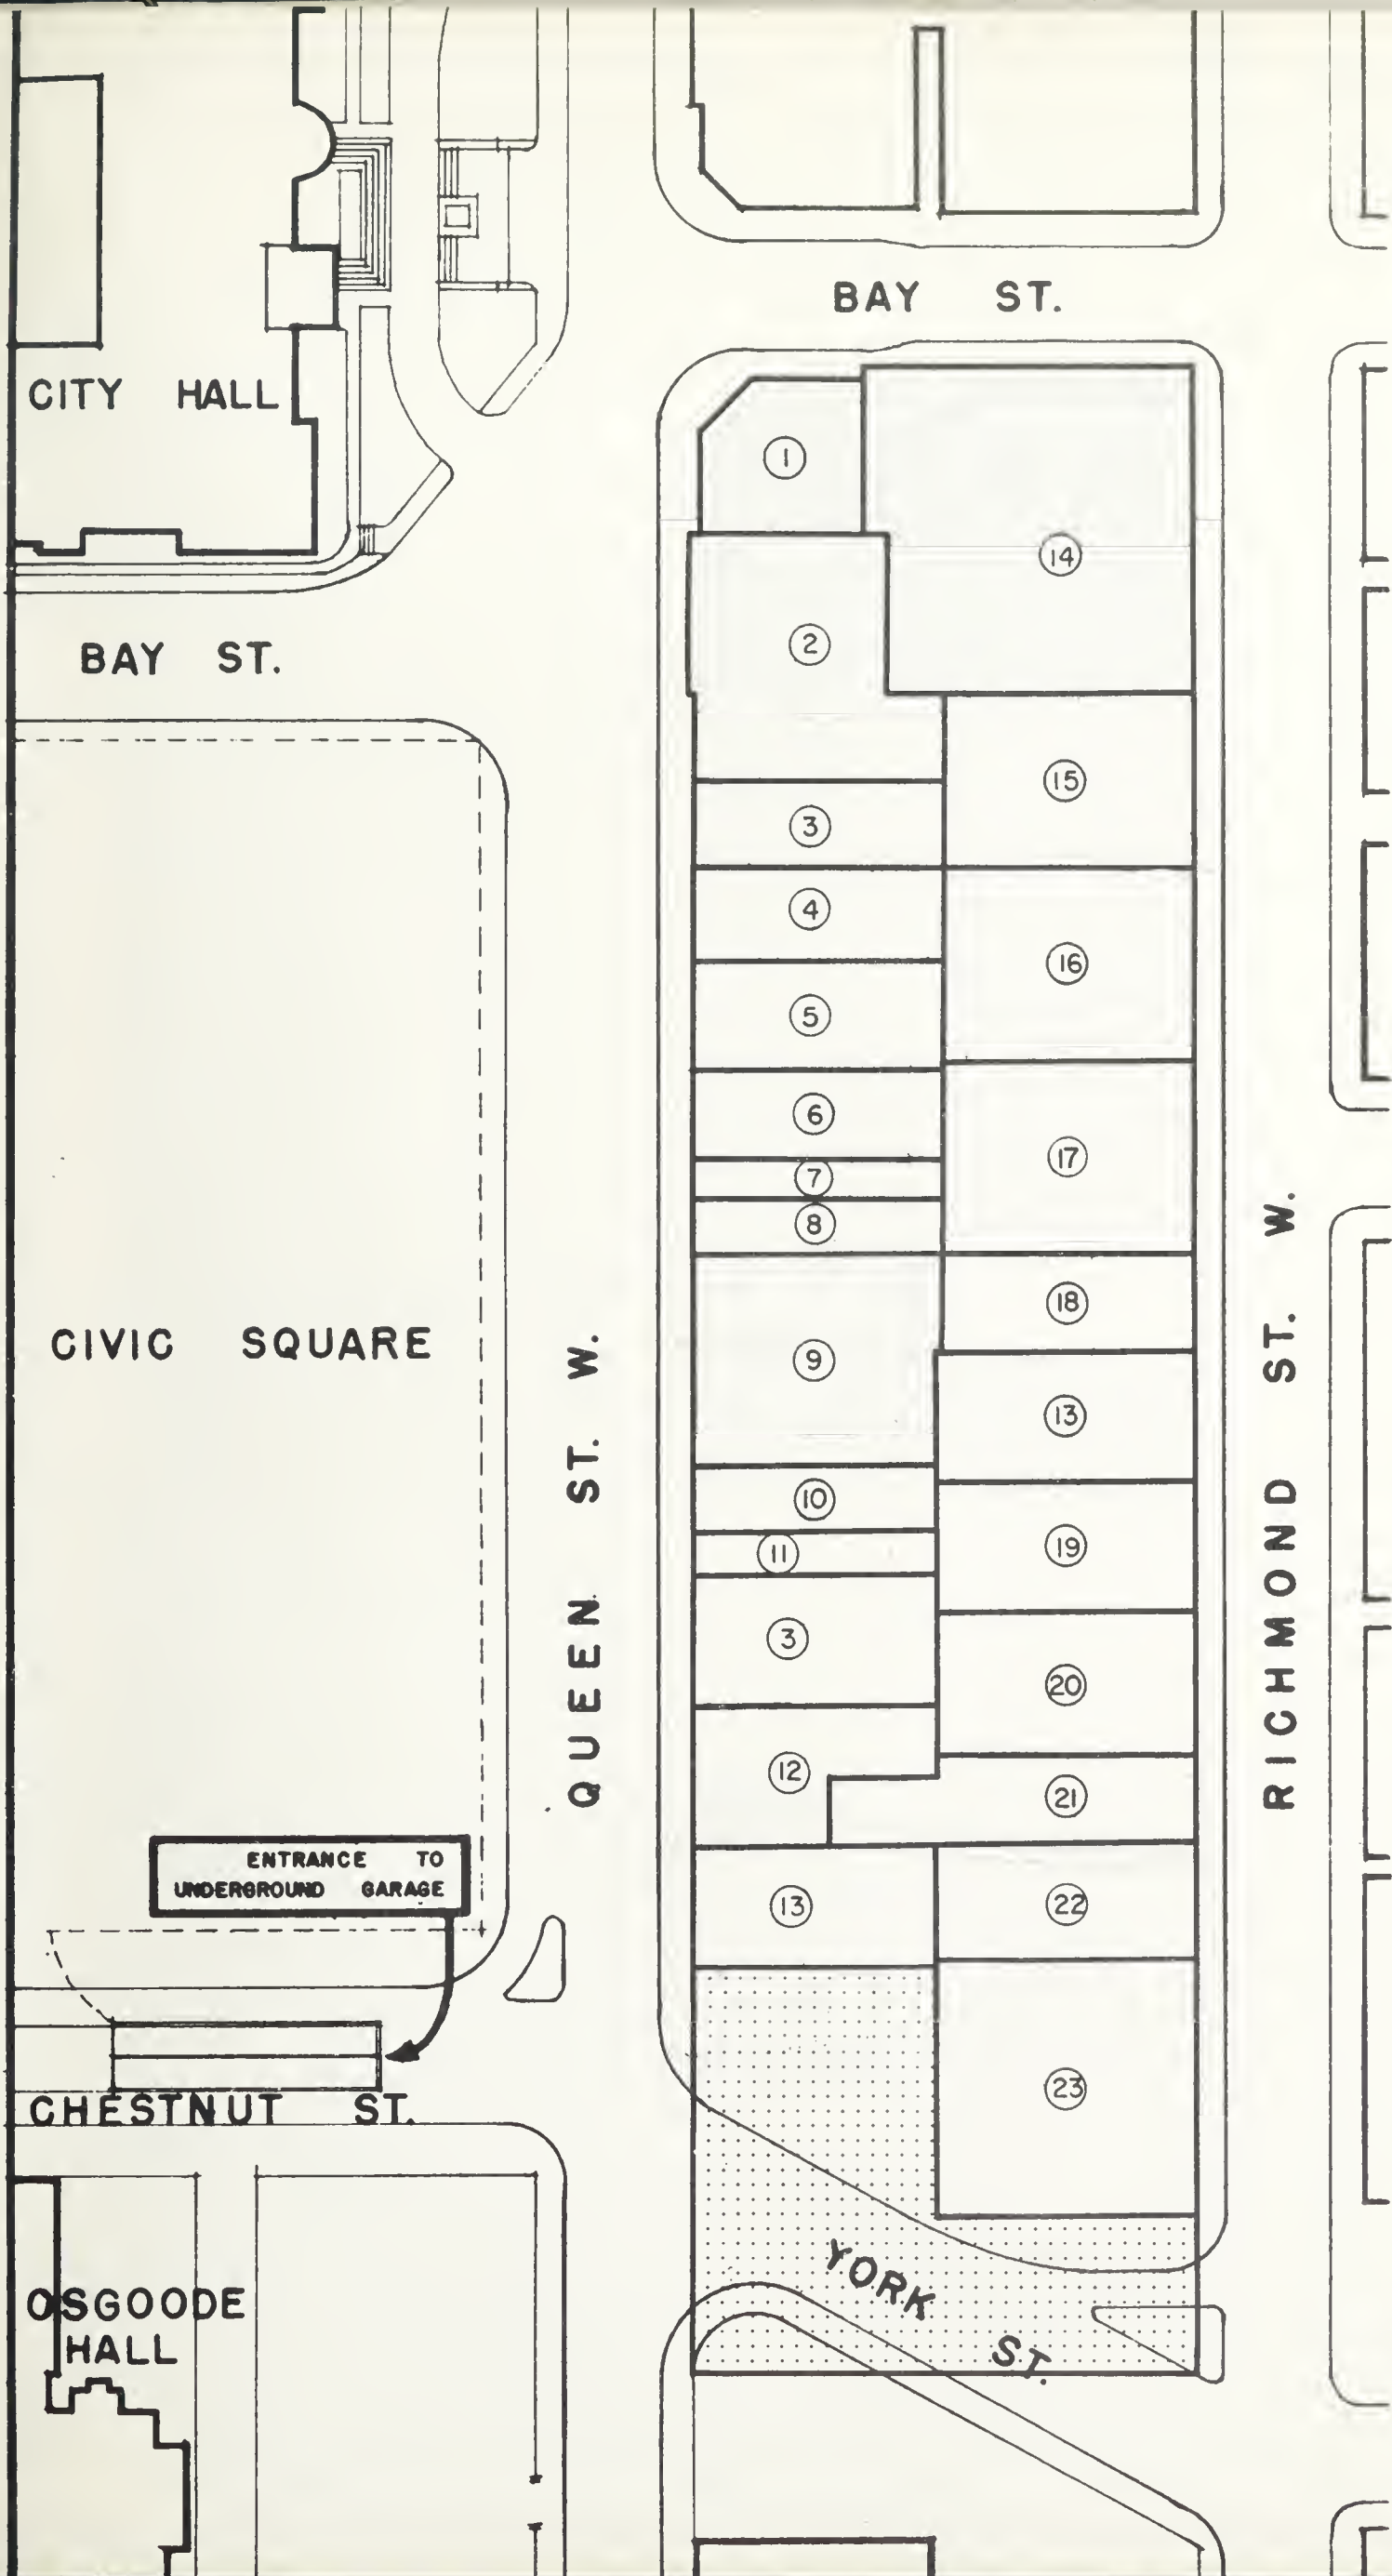 BAY ST.
CITY HALL
1
14
2
BAY ST.
15
3
4
16
5
6
17
7
8
18
CIVIC SQUARE
9
13
10
19
11
3
20
12
21
QUEEN ST. W.
RICHMOND ST. W.
ENTRANCE TO
UNDERGROUND GARAGE
13
22
23
CHESTNUT ST.
YORK ST.
OSGOODE
HALL